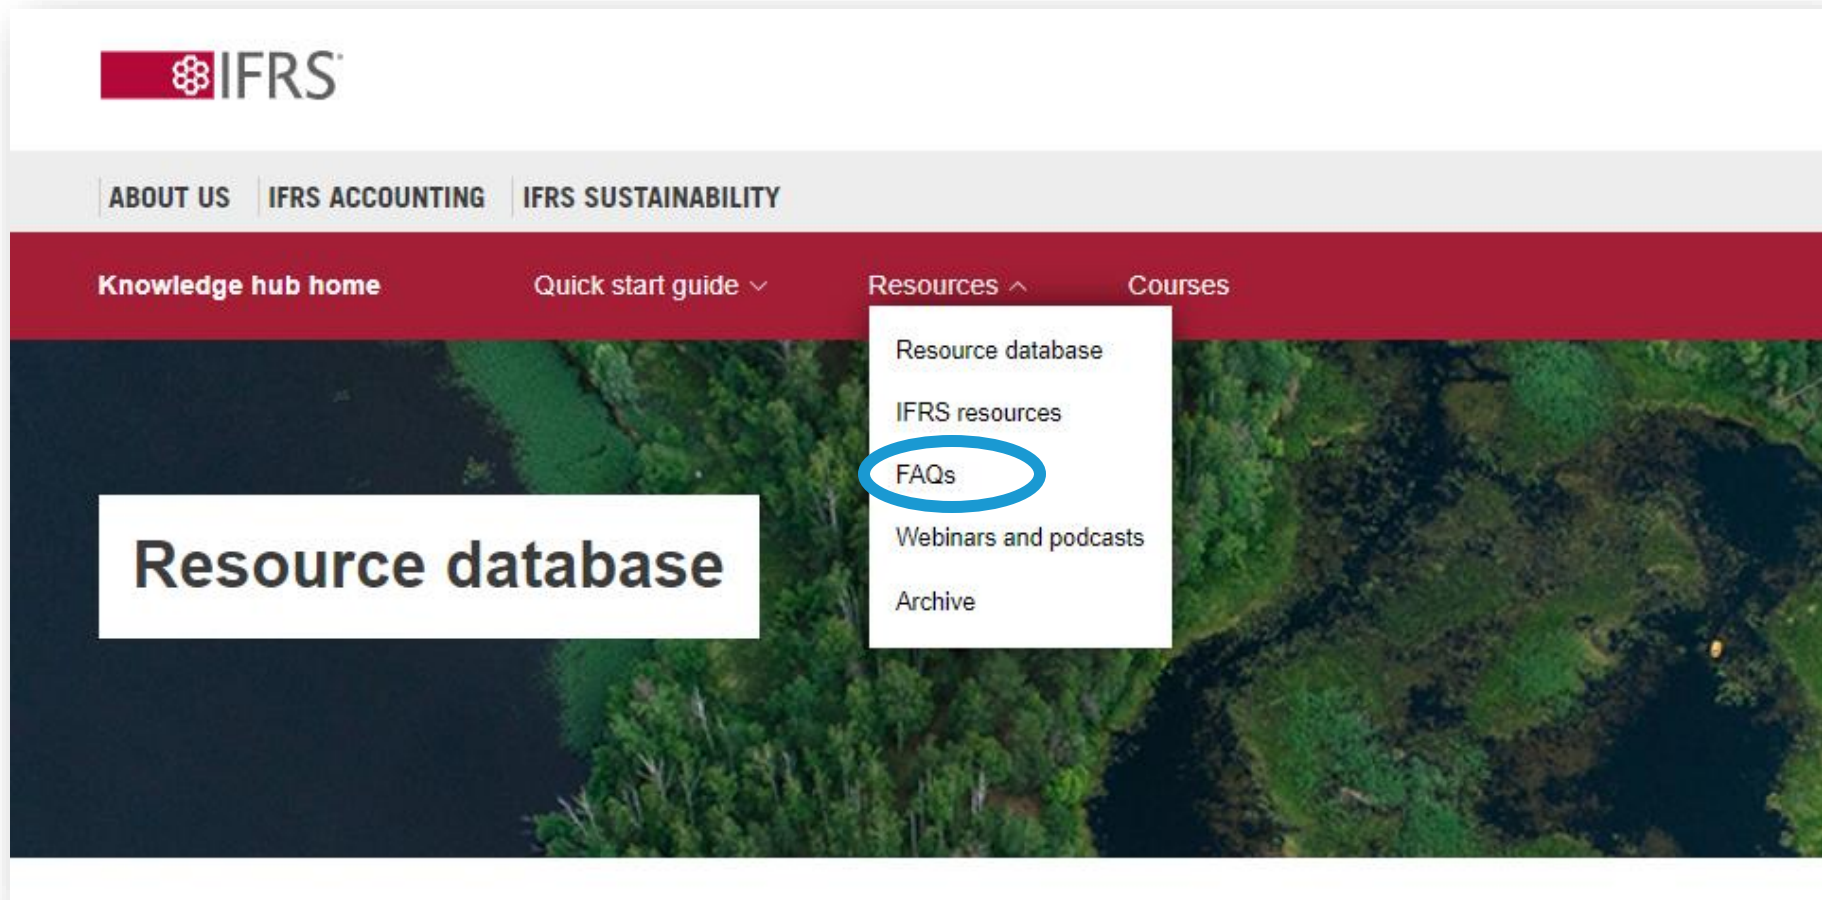 IFRS
ABOUT US IFRS ACCOUNTING IFRS SUSTAINABILITY
Knowledge hub home Quick start guide Resources Courses
Resource database
IFRS resources
FAQs
Webinars and podcasts
Archive
Resource database